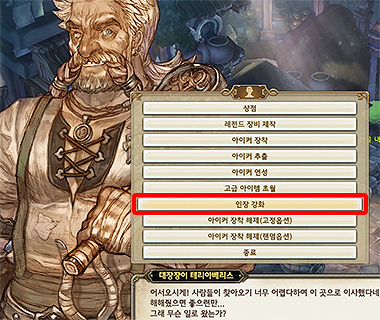 상점
레전드 장비 제작
아이커 장착
아이커 추출
아이커 연성
고급 아이템 초월
인장 강화
아이커 장착 해제(고정옵션)
아이커 장착 해제(랜덤옵션)
종료
대장장이 테리아베리스
어서오시게! 사람들이 찾아오기 너무 어렵다하여 이 곳으로 이사했다네
해해줬으면 좋으련만...
그래 무슨 일로 왔는가?